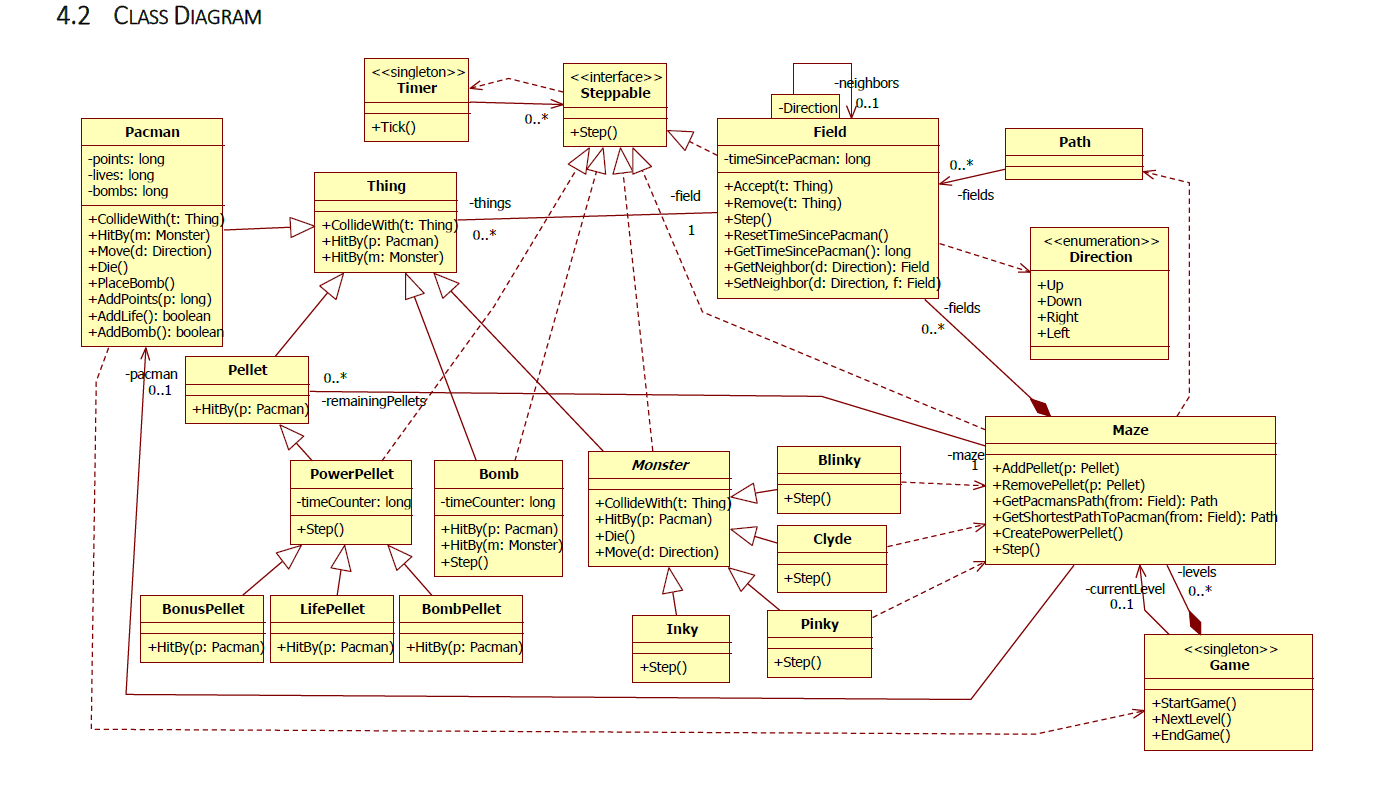 4.2 CLASS DIAGRAM
<<singleton>>
Timer
+Tick()
<<interface>>
Steppable
+Step()
0..*
-neighbors
0..1
-Direction
Field
-timeSincePacman: long
+Accept(t: Thing)
+Remove(t: Thing)
+Step()
+ResetTimeSincePacman()
+GetTimeSincePacman(): long
+GetNeighbor(d: Direction): Field
+SetNeighbor(d: Direction, f: Field)
Path
0..*
-fields
<<enumeration>>
Direction
+Up
+Down
+Right
+Left
Pacman
-points: long
-lives: long
-bombs: long
+CollideWith(t: Thing)
+HitBy(m: Monster)
+Move(d: Direction)
+Die()
+PlaceBomb()
+AddPoints(p: long)
+AddLife(): boolean
+AddBomb(): boolean
Thing
+CollideWith(t: Thing)
+HitBy(p: Pacman)
+HitBy(m: Monster)
-things
0..*
-field
1
-fields
0..*
-pacman
0..1
Pellet
+HitBy(p: Pacman)
0..*
-remainingPellets
PowerPellet
-timeCounter: long
+Step()
Bomb
-timeCounter: long
+HitBy(p: Pacman)
+HitBy(m: Monster)
+Step()
Monster
+CollideWith(t: Thing)
+HitBy(p: Pacman)
+Die()
+Move(d: Direction)
Blinky
+Step()
Clyde
+Step()
-maze
1
Maze
+AddPellet(p: Pellet)
+RemovePellet(p: Pellet)
+GetPacmansPath(from: Field): Path
+GetShortestPathToPacman(from: Field): Path
+CreatePowerPellet()
+Step()
BonusPellet
+HitBy(p: Pacman)
LifePellet
+HitBy(p: Pacman)
BombPellet
+HitBy(p: Pacman)
Inky
+Step()
Pinky
+Step()
-currentLevel
0..1
-levels
0..*
<<singleton>>
Game
+StartGame()
+NextLevel()
+EndGame()